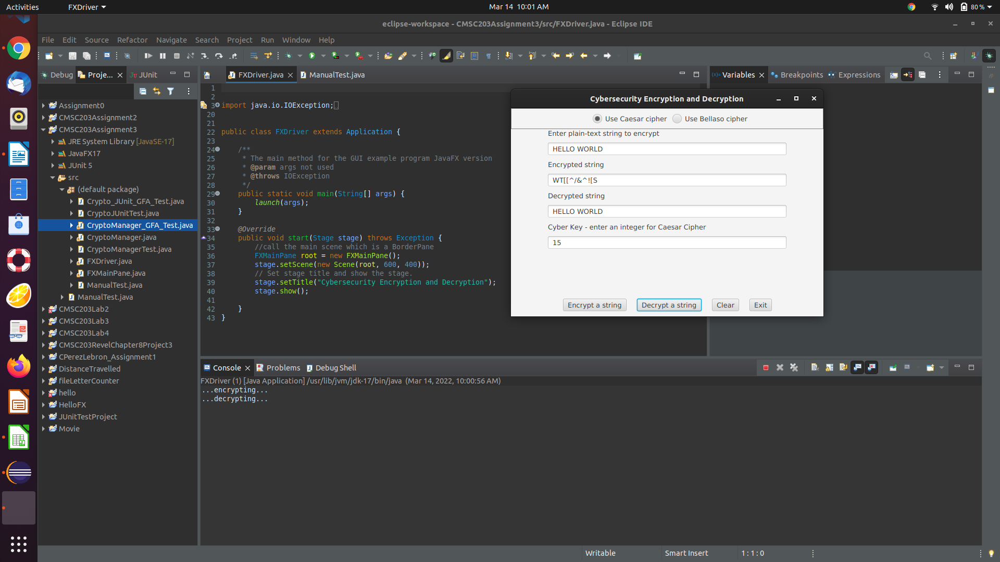 Activities
FXDriver
Mar 14 10:01 AM
80 %
eclipse-workspace - CMSC203Assignment3/src/FXDriver.java - Eclipse IDE
File Edit Source Refactor Navigate Search Project Run Window Help
Debug Proje... JUnit
Assignment0
CMSC203Assignment2
CMSC203Assignment3
JRE System Library [JavaSE-17]
JavaFX17
JUnit 5
src
(default package)
Crypto_JUnit_GFA_Test.java
CryptoJUnitTest.java
CryptoManager_GFA_Test.java
CryptoManager.java
CryptoManagerTest.java
FXDriver.java
FXMainPane.java
ManualTest.java
ManualTest.java
CMSC203Lab2
CMSC203Lab3
CMSC203Lab4
CMSC203RevelChapter8Project3
CPerezLebron_Assignment1
DistanceTravelled
fileLetterCounter
hello
HelloFX
JUnitTestProject
Movie
FXDriver.java ManualTest.java
1
2
3 import java.io.IOException;
20
21
22 public class FXDriver extends Application {
23
24 /**
25 * The main method for the GUI example program JavaFX version
26 * @param args not used
27 * @throws IOException
28 */
29 public static void main(String[] args) {
30 launch(args);
31 }
32
33 @Override
34 public void start(Stage stage) throws Exception {
35 //call the main scene which is a BorderPane
36 FXMainPane root = new FXMainPane();
37 stage.setScene(new Scene(root, 600, 400));
38 // Set stage title and show the stage.
39 stage.setTitle("Cybersecurity Encryption and Decryption");
40 stage.show();
41
42 }
43 }
Variables Breakpoints Expressions
Cybersecurity Encryption and Decryption
Use Caesar cipher Use Bellaso cipher
Enter plain-text string to encrypt
HELLO WORLD
Encrypted string
WT[[^/&^![S
Decrypted string
HELLO WORLD
Cyber Key - enter an integer for Caesar Cipher
15
Encrypt a string Decrypt a string Clear Exit
Console Problems Debug Shell
FXDriver (1) [Java Application] /usr/lib/jvm/jdk-17/bin/java (Mar 14, 2022, 10:00:56 AM)
...encrypting...
...decrypting...
Writable Smart Insert 1 : 1 : 0